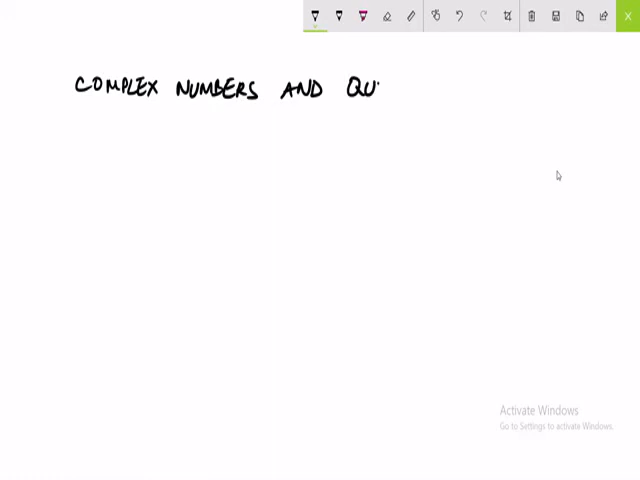 COMPLEX NUMBERS AND QU
Activate Windows
Go to Settings to activate Windows.